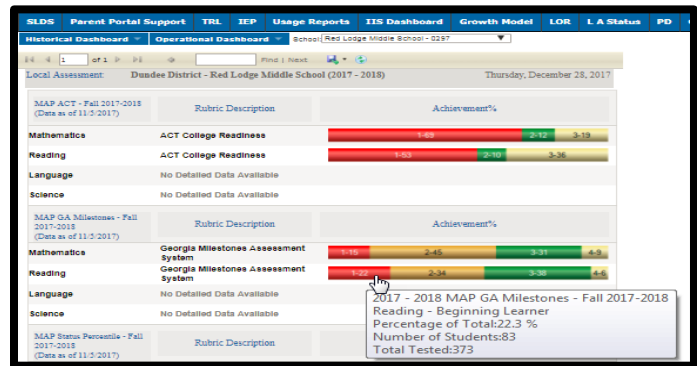 SLDS Parent Portal Support TRL IEP Usage Reports IIS Dashboard Growth Model LOR L A Status PD
Historical Dashboard Operational Dashboard School: Red Lodge Middle School - 0297
1 of 1 Find | Next
Local Assessment: Dundee District - Red Lodge Middle School (2017 - 2018) Thursday, December 28, 2017
MAP ACT - Fall 2017-2018
(Data as of 11/5/2017)
Rubric Description
Achievement%
Mathematics ACT College Readiness 1-69 2-12 3-19
Reading ACT College Readiness 1-53 2-10 3-36
Language No Detailed Data Available
Science No Detailed Data Available
MAP GA Milestones - Fall
2017-2018
(Data as of 11/5/2017)
Rubric Description
Achievement%
Mathematics Georgia Milestones Assessment
System
1-15 2-45 3-31 4-9
Reading Georgia Milestones Assessment
System
1-22 2-34 3-38 4-6
Language No Detailed Data Available
Science No Detailed Data Available
2017 - 2018 MAP GA Milestones - Fall 2017-2018
Reading - Beginning Learner
Percentage of Total:22.3 %
Number of Students:83
Total Tested:373
MAP Status Percentile - Fall
2017-2018
(Data as of 11/5/2017)
Rubric Description